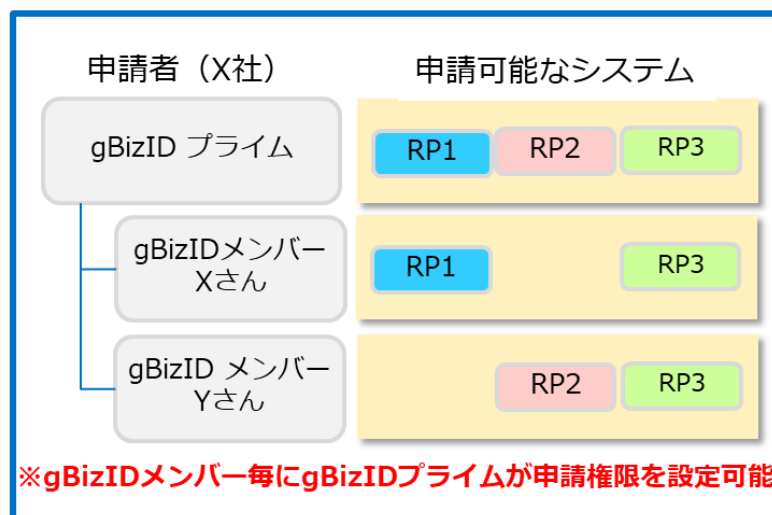 申請者（X社）
申請可能なシステム
gBizID プライム
RP1
RP2
RP3
gBizIDメンバー
Xさん
RP1
RP3
gBizID メンバー
Yさん
RP2
RP3
※gBizIDメンバー毎にgBizIDプライムが申請権限を設定可能